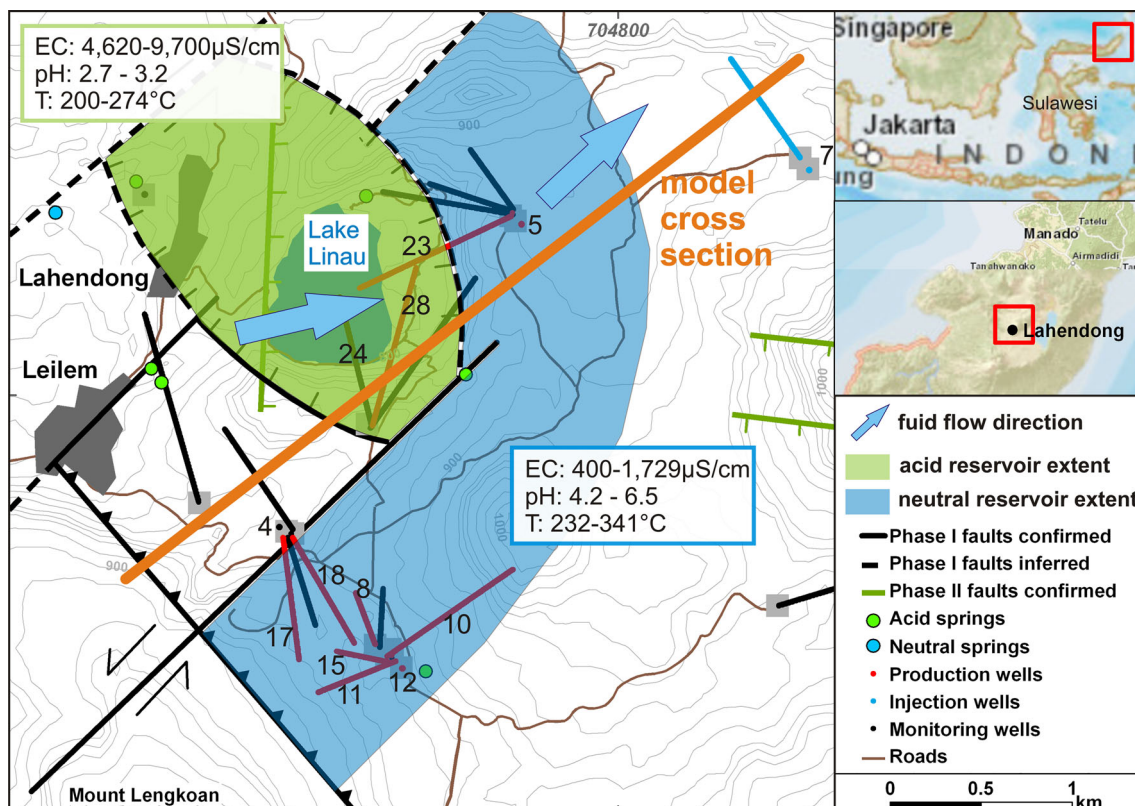 EC: 4,620-9,700µS/cm
pH: 2.7 - 3.2
T: 200-274°C
704800
900
model
cross
section
7
5
Lake
Linau
23
28
24
Lahendong
Leilem
1000
900
EC: 400-1,729µS/cm
pH: 4.2 - 6.5
T: 232-341°C
1000
4
900
18
8
17
15
10
11
12
Mount Lengkoan
Singapore
Sulawesi
Jakarta
I N D O N
ung
Tatelu
Manado
Airmadidi
Tanahwangko
Lahendong
fuid flow direction
acid reservoir extent
neutral reservoir extent
Phase I faults confirmed
Phase I faults inferred
Phase II faults confirmed
Acid springs
Neutral springs
Production wells
Injection wells
Monitoring wells
Roads
0 0.5 1
km